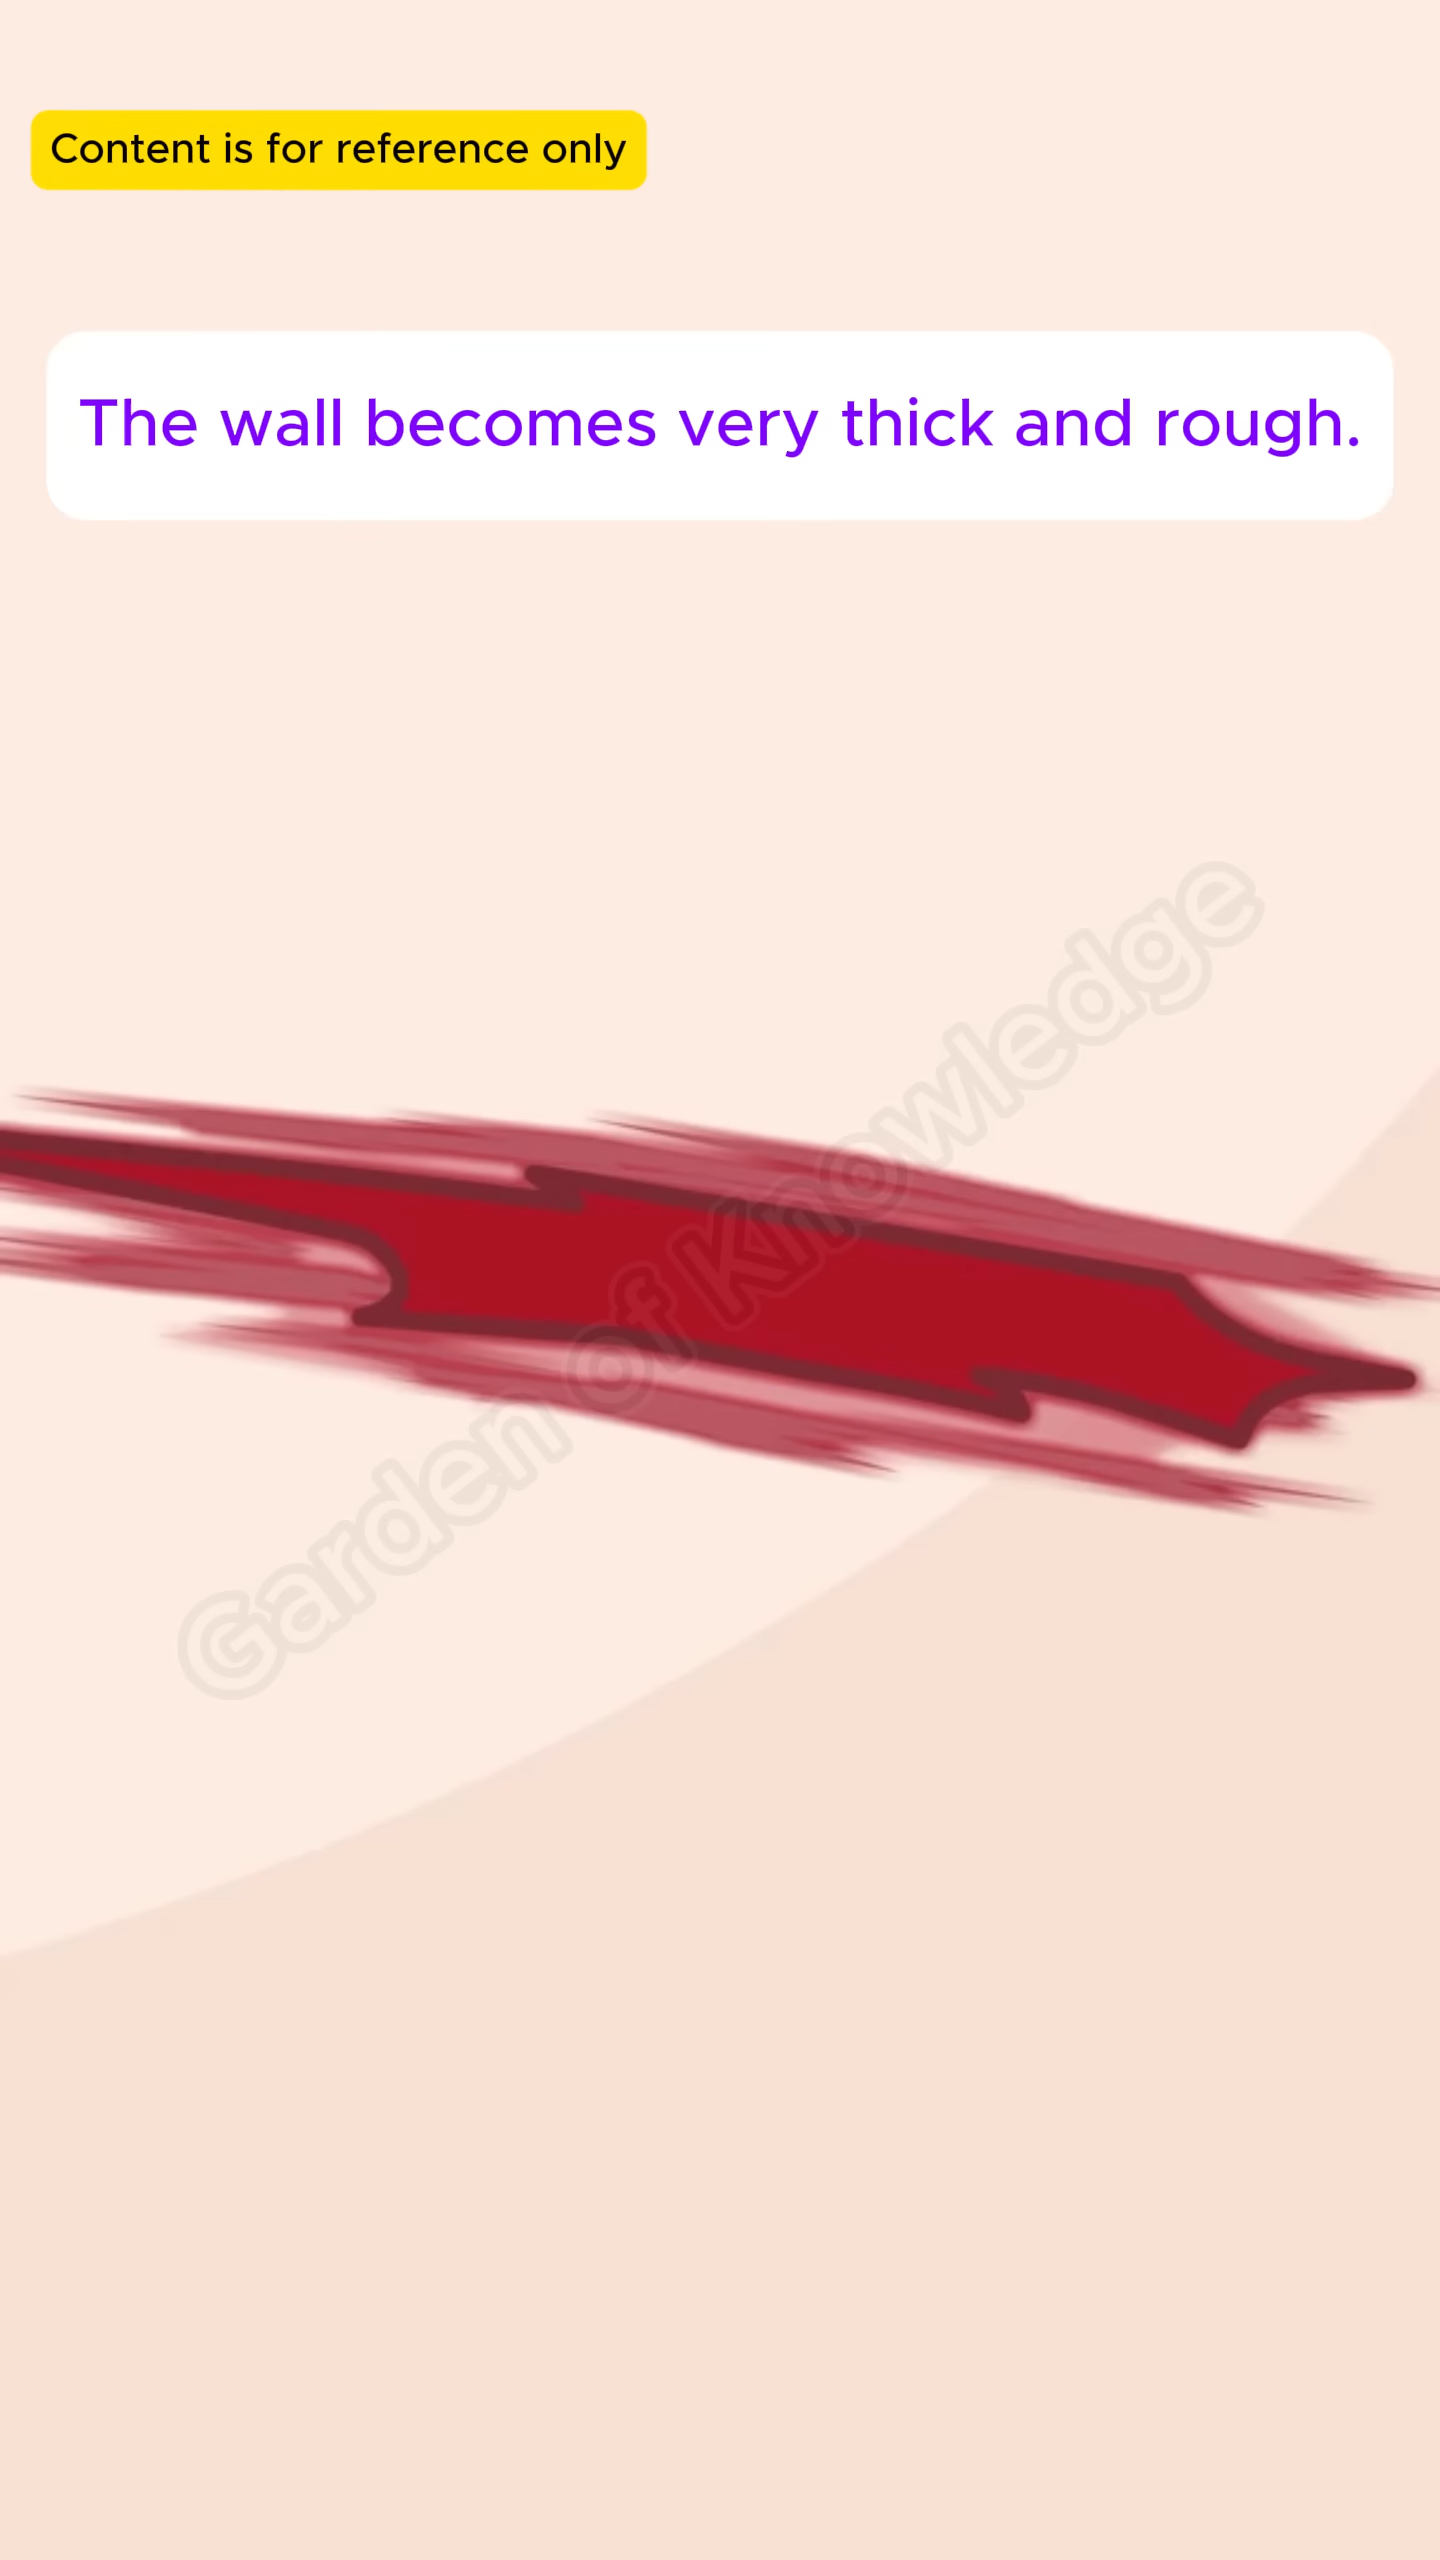 Content is for reference only
The wall becomes very thick and rough.
Garden of Knowledge